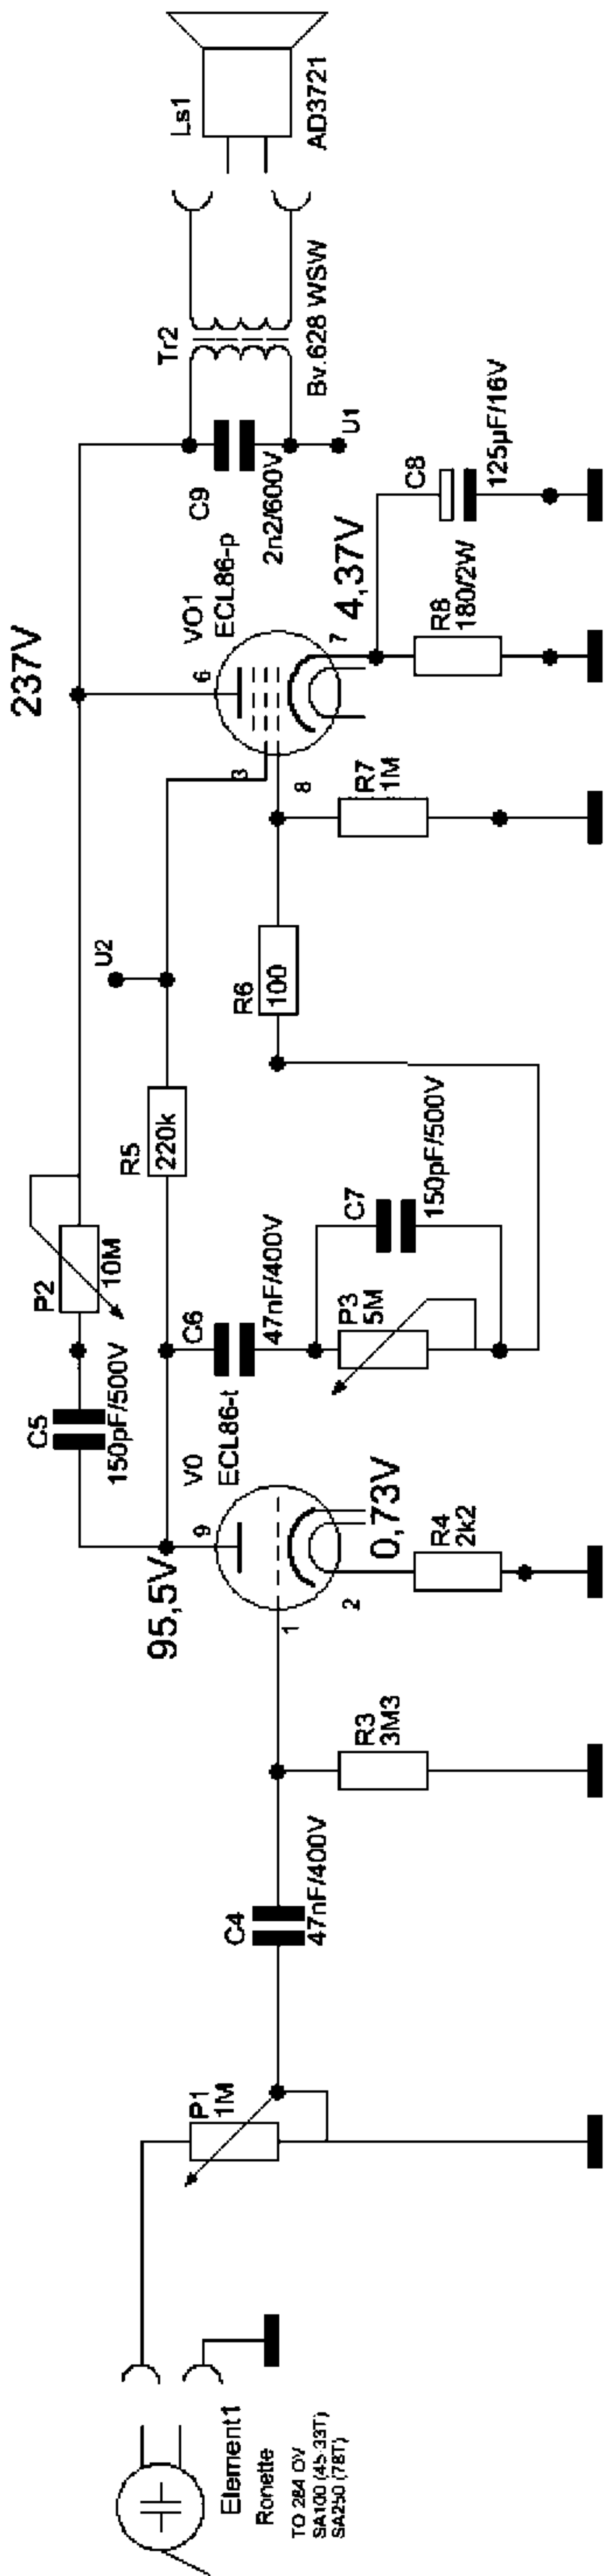 Element1
Ronette
TO 284 OV
SA100 (45-33T)
SA250 (78T)
P1
1M
C4
47nF/400V
R3
3M3
95,5V
9
1
2
VO
ECL86-t
0,73V
R4
2k2
C5
150pF/500V
P2
10M
C6
47nF/400V
P3
5M
C7
150pF/500V
R5
220k
U2
R6
100
237V
3
6
8
7
VO1
ECL86-p
4,37V
R7
1M
R8
180/2W
C8
125µF/16V
C9
2n2/600V
U1
Tr2
Bv.628 WSW
Ls1
AD3721